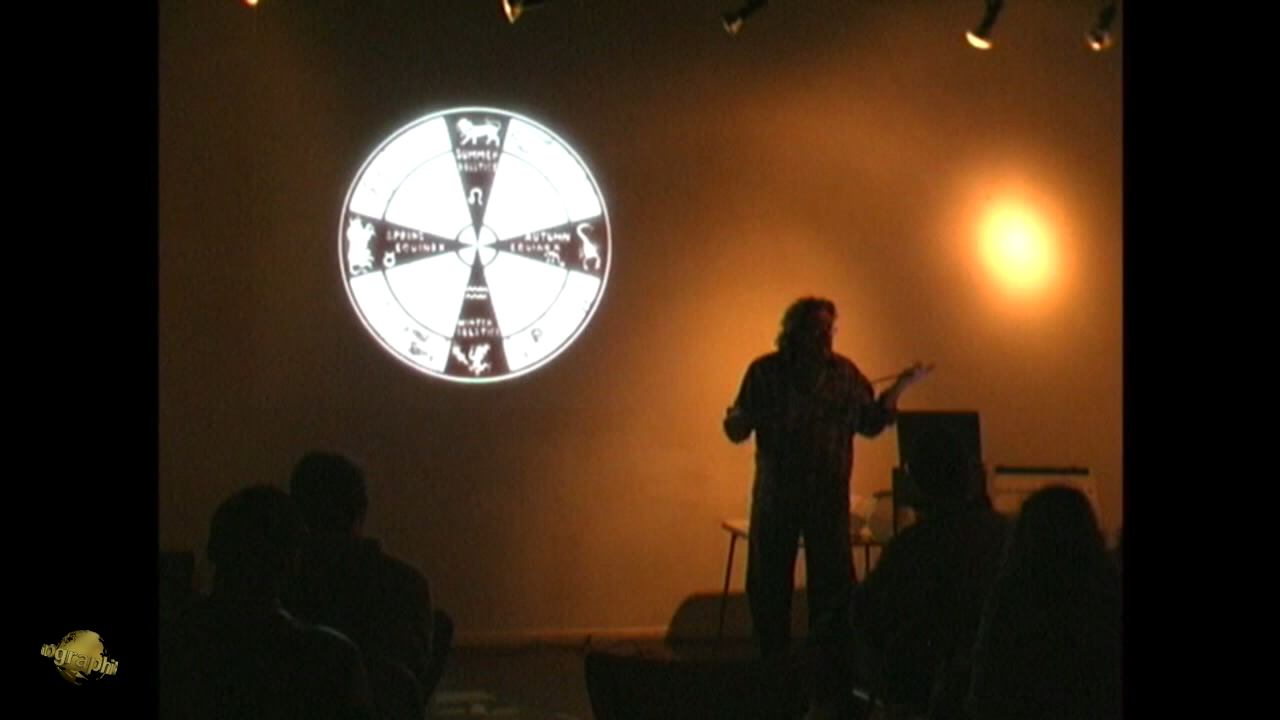 SUMMER
SOLSTICE
SPRING
EQUINOX
AUTUMN
EQUINOX
WINTER
SOLSTICE